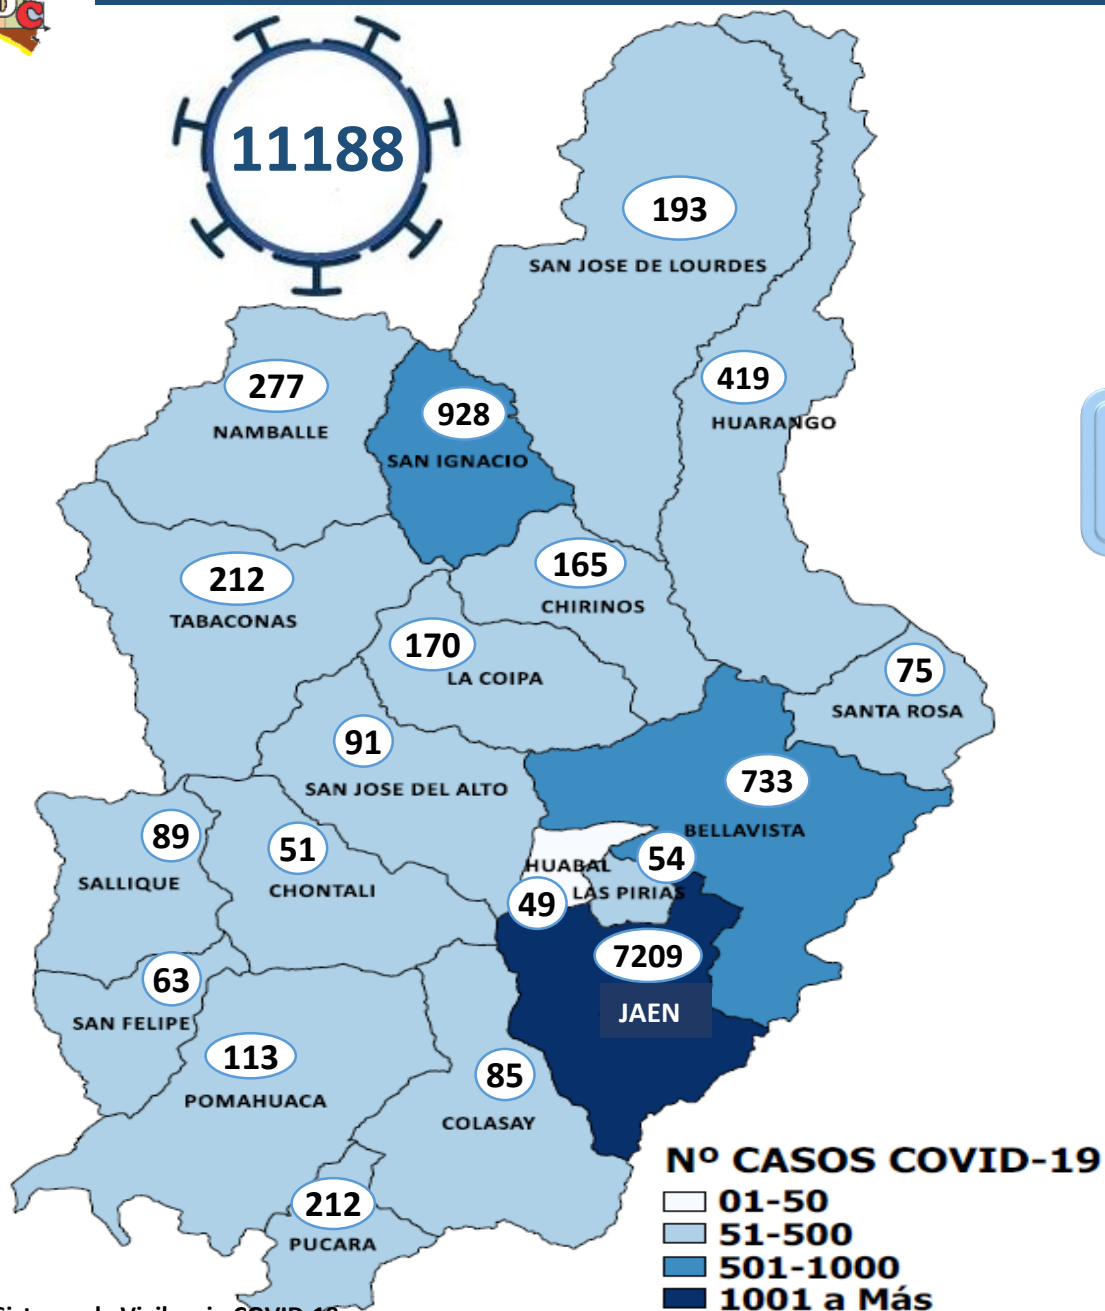 C
11188
193
SAN JOSE DE LOURDES
277
NAMBALLE
928
SAN IGNACIO
419
HUARANGO
212
TABACONAS
165
CHIRINOS
170
LA COIPA
75
SANTA ROSA
91
SAN JOSE DEL ALTO
733
BELLAVISTA
89
SALLIQUE
51
CHONTALI
HUABAL
49
54
LAS PIRIAS
7209
JAEN
63
SAN FELIPE
113
POMAHUACA
85
COLASAY
212
PUCARA
Nº CASOS COVID-19
01-50
51-500
501-1000
1001 a Más